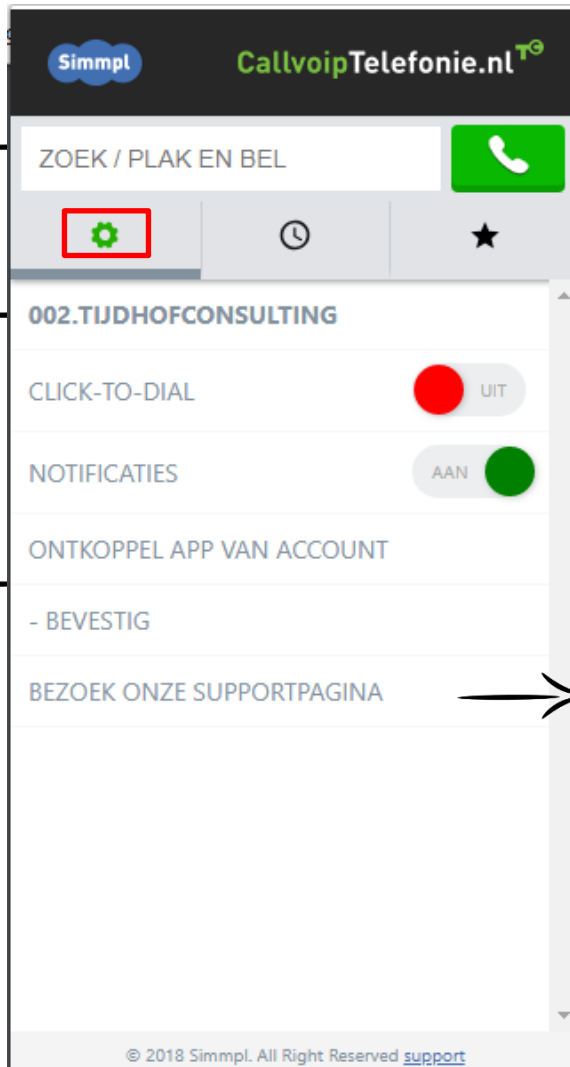 Simmpl
CallvoipTelefonie.nl TC
ZOEK / PLAK EN BEL
002.TIJDHOFCONSULTING
CLICK-TO-DIAL UIT
NOTIFICATIES AAN
ONTKOPPEL APP VAN ACCOUNT
- BEVESTIG
BEZOEK ONZE SUPPORTPAGINA
© 2018 Simmpl. All Right Reserved support